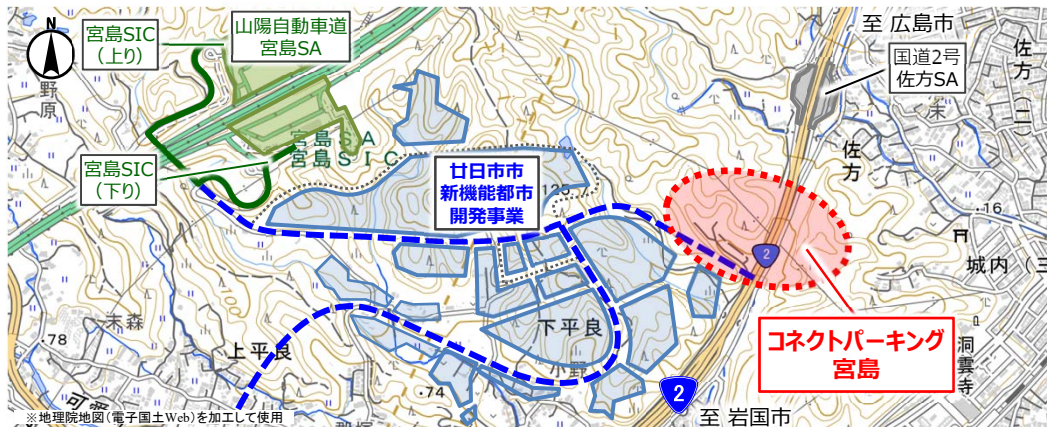 N
宮島SIC
(上り)
山陽自動車道
宮島SA
至 広島市
国道2号
佐方SA
佐方(二)
野原
宮島SIC
(下り)
宮島SA
宮島SIC
廿日市市
新機能都市
開発事業
125
佐方
.16
2
城内(三
コネクトパーキング
宮島
下平良
上平良
末森
.78
小野
.74
洞雲寺
2
至 岩国市
可愛
※地理院地図(電子国土Web)を加工して使用